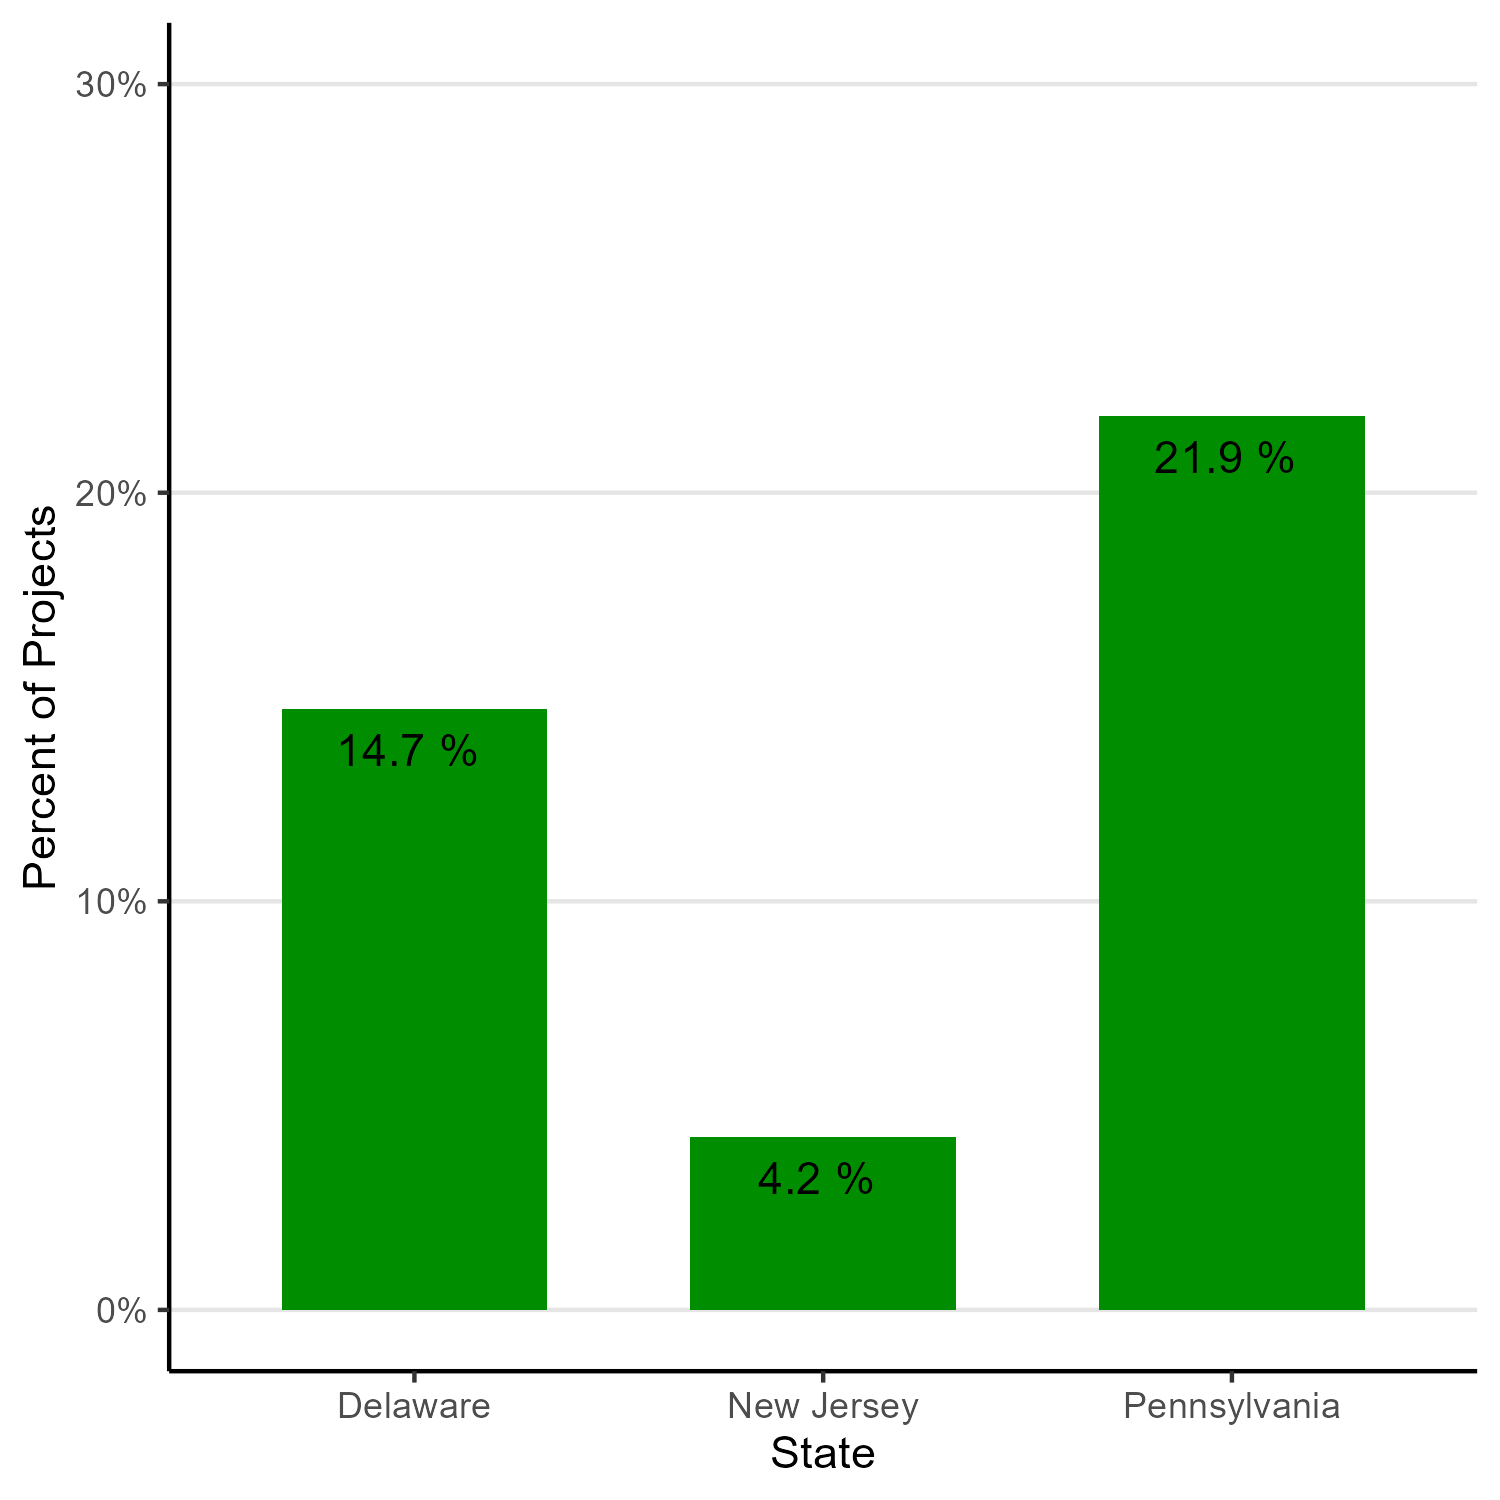 Percent of Projects
30%
20%
10%
0%
14.7 %
4.2 %
21.9 %
Delaware
New Jersey
Pennsylvania
State